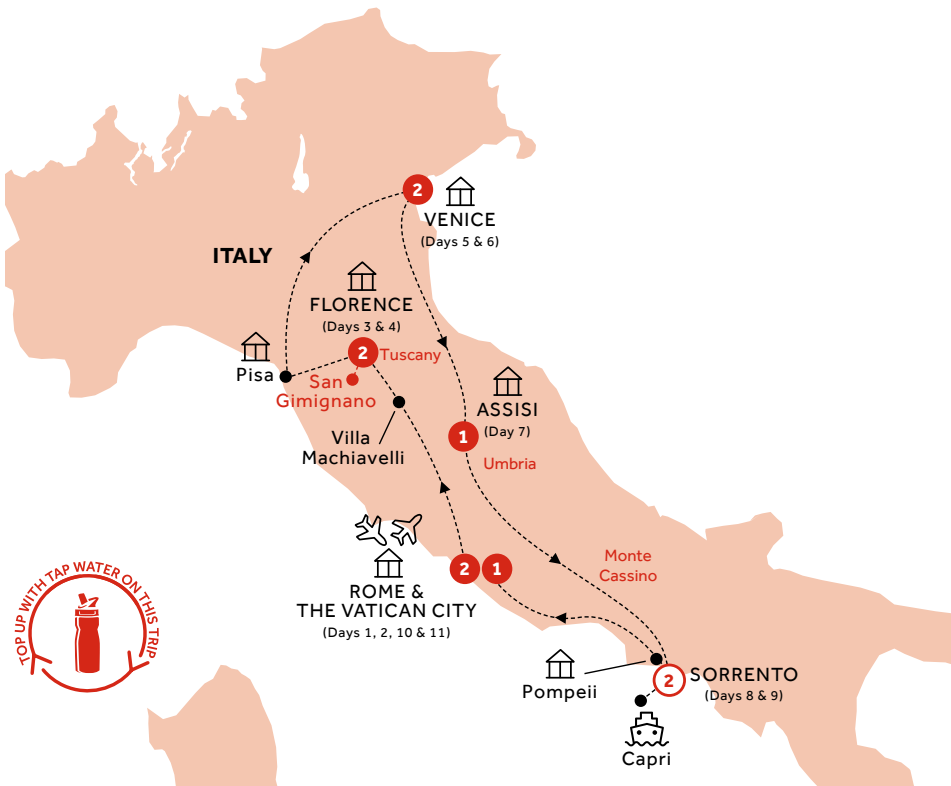 2
VENICE
(Days 5 & 6)
ITALY
FLORENCE
(Days 3 & 4)
2
Tuscany
Pisa
San
Gimignano
Villa
Machiavelli
ASSISI
(Day 7)
1
Umbria
2
1
ROME &
THE VATICAN CITY
(Days 1, 2, 10 & 11)
Monte
Cassino
TOP UP WITH TAP WATER ON THIS TRIP
Pompeii
2
SORRENTO
(Days 8 & 9)
Capri